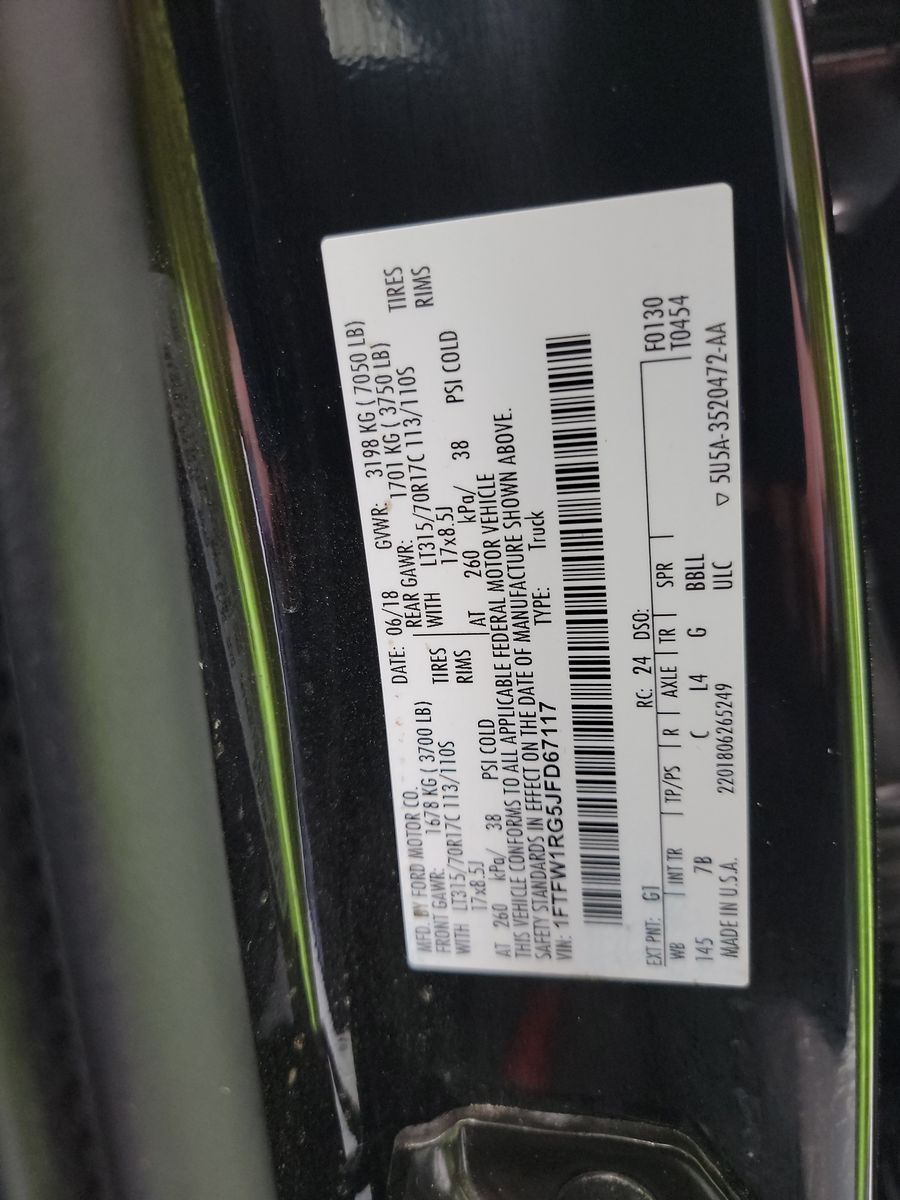 MFD. BY FORD MOTOR CO.
DATE: 06/18 GVWR: 3198 KG ( 7050 LB)
FRONT GAWR: 1678 KG ( 3700 LB) REAR GAWR: 1701 KG ( 3750 LB)
WITH LT315/70R17C 113/110S TIRES WITH LT315/70R17C 113/110S TIRES
17x8.5J RIMS 17x8.5J RIMS
AT 260 kPa/ 38 PSI COLD AT 260 kPa/ 38 PSI COLD
THIS VEHICLE CONFORMS TO ALL APPLICABLE FEDERAL MOTOR VEHICLE
SAFETY STANDARDS IN EFFECT ON THE DATE OF MANUFACTURE SHOWN ABOVE.
VIN: 1FTFW1RG5JFD67117 TYPE: Truck
EXT PNT: G1 RC: 24 DSO: F0130
WB INT TR TP/PS R AXLE TR SPR T0454
145 7B C L4 G BBLL
MADE IN U.S.A. 2201806265249 ULC ▽ 5U5A-3520472-AA